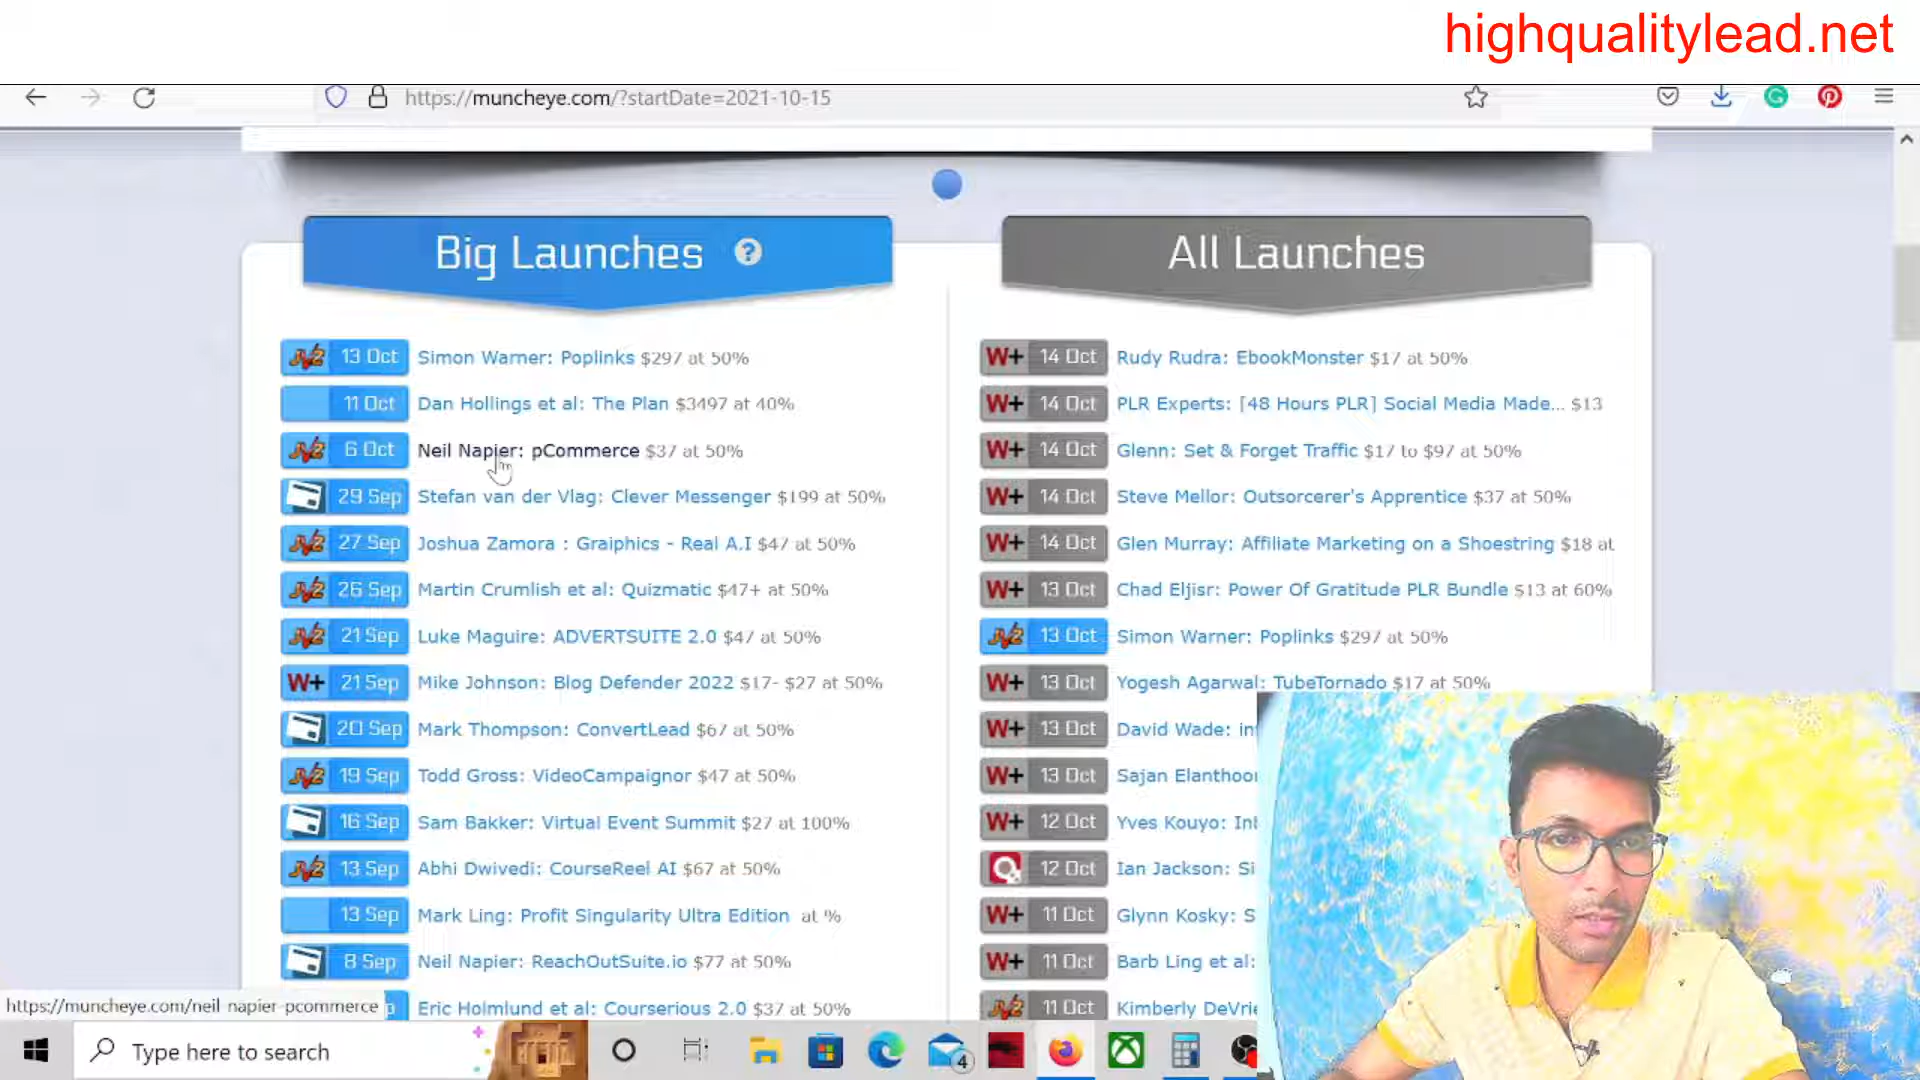 highqualitylead.net
https://muncheye.com/?startDate=2021-10-15
Big Launches ?
13 Oct Simon Warner: Poplinks $297 at 50%
11 Oct Dan Hollings et al: The Plan $3497 at 40%
6 Oct Neil Napier: pCommerce $37 at 50%
29 Sep Stefan van der Vlag: Clever Messenger $199 at 50%
27 Sep Joshua Zamora : Graiphics - Real A.I $47 at 50%
26 Sep Martin Crumlish et al: Quizmatic $47+ at 50%
21 Sep Luke Maguire: ADVERTSUITE 2.0 $47 at 50%
W+ 21 Sep Mike Johnson: Blog Defender 2022 $17- $27 at 50%
20 Sep Mark Thompson: ConvertLead $67 at 50%
19 Sep Todd Gross: VideoCampaignor $47 at 50%
16 Sep Sam Bakker: Virtual Event Summit $27 at 100%
13 Sep Abhi Dwivedi: CourseReel AI $67 at 50%
13 Sep Mark Ling: Profit Singularity Ultra Edition at %
8 Sep Neil Napier: ReachOutSuite.io $77 at 50%
p Eric Holmlund et al: Courserious 2.0 $37 at 50%
All Launches
W+ 14 Oct Rudy Rudra: EbookMonster $17 at 50%
W+ 14 Oct PLR Experts: [48 Hours PLR] Social Media Made... $13
W+ 14 Oct Glenn: Set & Forget Traffic $17 to $97 at 50%
W+ 14 Oct Steve Mellor: Outsorcerer's Apprentice $37 at 50%
W+ 14 Oct Glen Murray: Affiliate Marketing on a Shoestring $18 at
W+ 13 Oct Chad Eljisr: Power Of Gratitude PLR Bundle $13 at 60%
13 Oct Simon Warner: Poplinks $297 at 50%
W+ 13 Oct Yogesh Agarwal: TubeTornado $17 at 50%
W+ 13 Oct David Wade: in
W+ 13 Oct Sajan Elanthoor
W+ 12 Oct Yves Kouyo: In
12 Oct Ian Jackson: Si
W+ 11 Oct Glynn Kosky: S
W+ 11 Oct Barb Ling et al:
11 Oct Kimberly DeVrie
https://muncheye.com/neil-napier-pcommerce
Type here to search
4